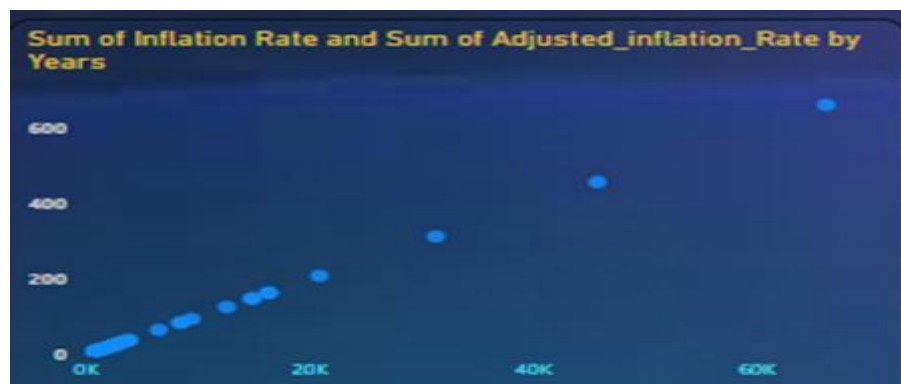 Sum of Inflation Rate and Sum of Adjusted_inflation_Rate by
Years
600
400
200
0
0K 20K 40K 60K